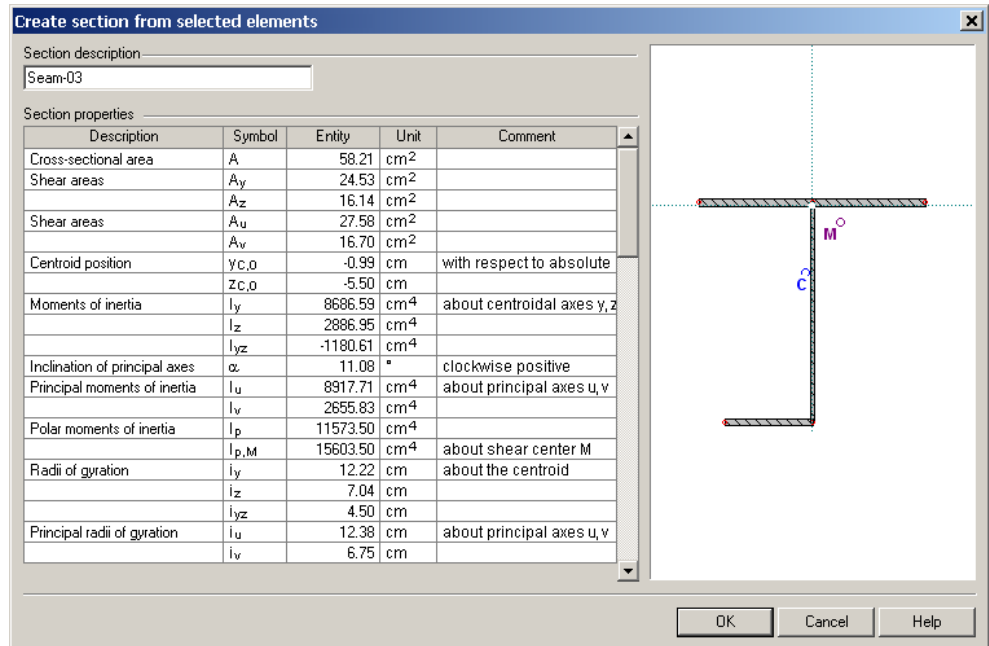 Create section from selected elements
Section description
Seam-03
Section properties
Description Symbol Entity Unit Comment
Cross-sectional area A 58.21 cm2
Shear areas Ay 24.53 cm2
Az 16.14 cm2
Shear areas Au 27.58 cm2
Av 16.70 cm2
Centroid position yC,0 -0.99 cm with respect to absolute
zC,0 -5.50 cm
Moments of inertia Iy 8686.59 cm4 about centroidal axes y, z
Iz 2886.95 cm4
Iyz -1180.61 cm4
Inclination of principal axes α 11.08 ° clockwise positive
Principal moments of inertia Iu 8917.71 cm4 about principal axes u, v
Iv 2655.83 cm4
Polar moments of inertia Ip 11573.50 cm4
Ip,M 15603.50 cm4 about shear center M
Radii of gyration iy 12.22 cm about the centroid
iz 7.04 cm
iyz 4.50 cm
Principal radii of gyration iu 12.38 cm about principal axes u, v
iv 6.75 cm
M
C
OK Cancel Help